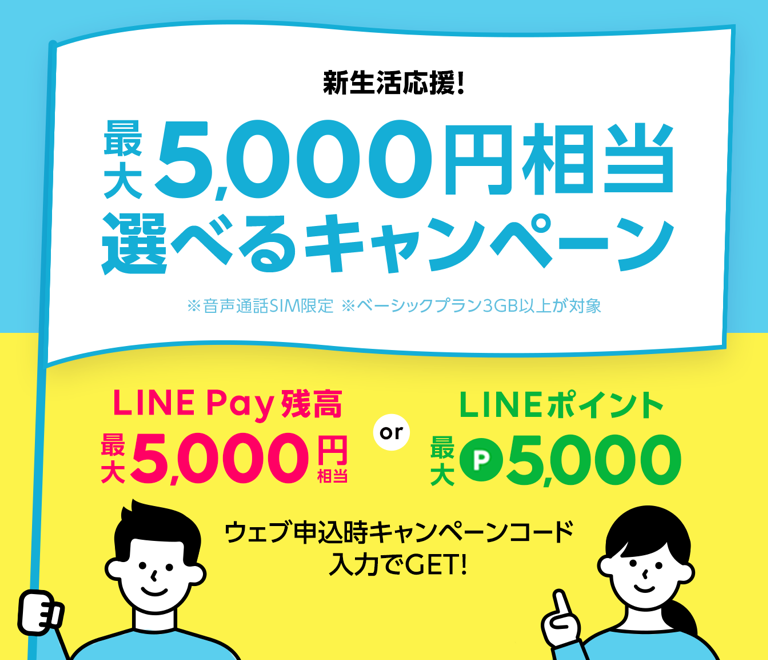 新生活応援!
最大5,000円相当
選べるキャンペーン
※音声通話SIM限定 ※ベーシックプラン3GB以上が対象
LINE Pay残高
最大5,000円相当
or
LINEポイント
最大P5,000
ウェブ申込時キャンペーンコード
入力でGET!